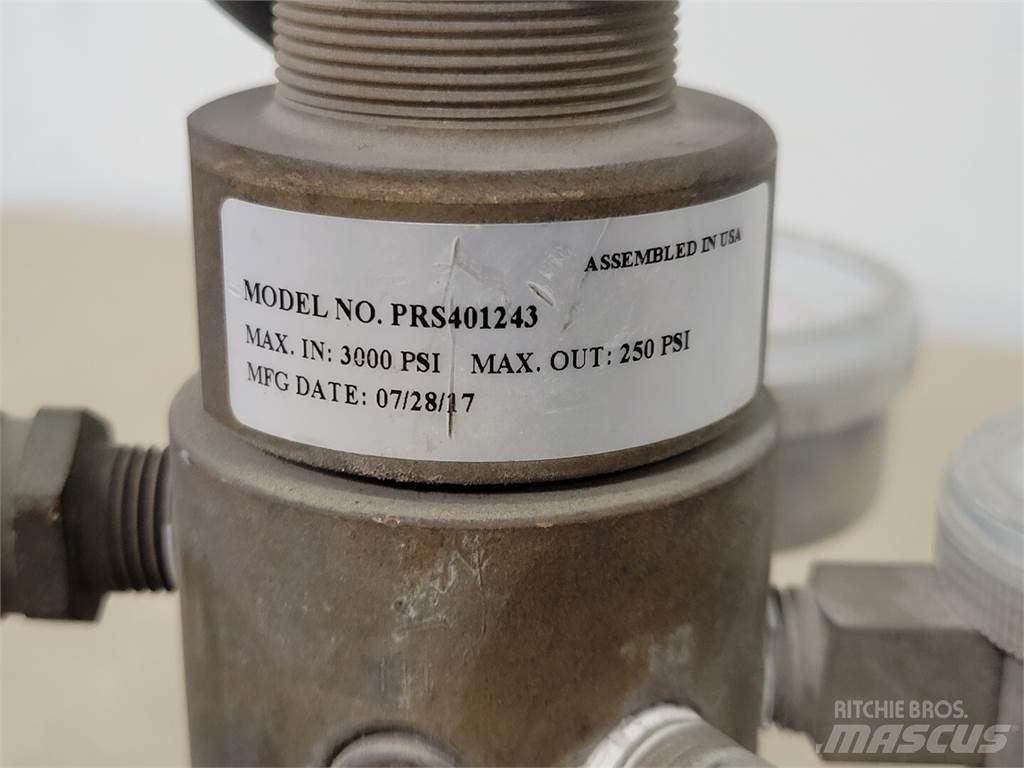 ASSEMBLED IN USA
MODEL NO. PRS401243
MAX. IN: 3000 PSI MAX. OUT: 250 PSI
MFG DATE: 07/28/17
RITCHIE BROS.
MASCUS